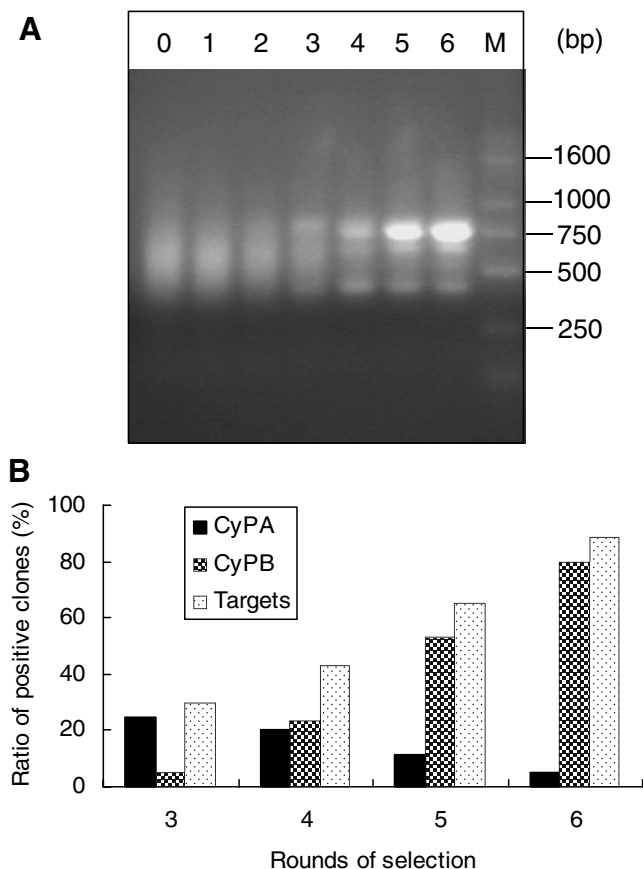 A
0 1 2 3 4 5 6 M (bp)
1600
1000
750
500
250
B
Ratio of positive clones (%)
100
80
60
40
20
0
CyPA
CyPB
Targets
3 4 5 6
Rounds of selection